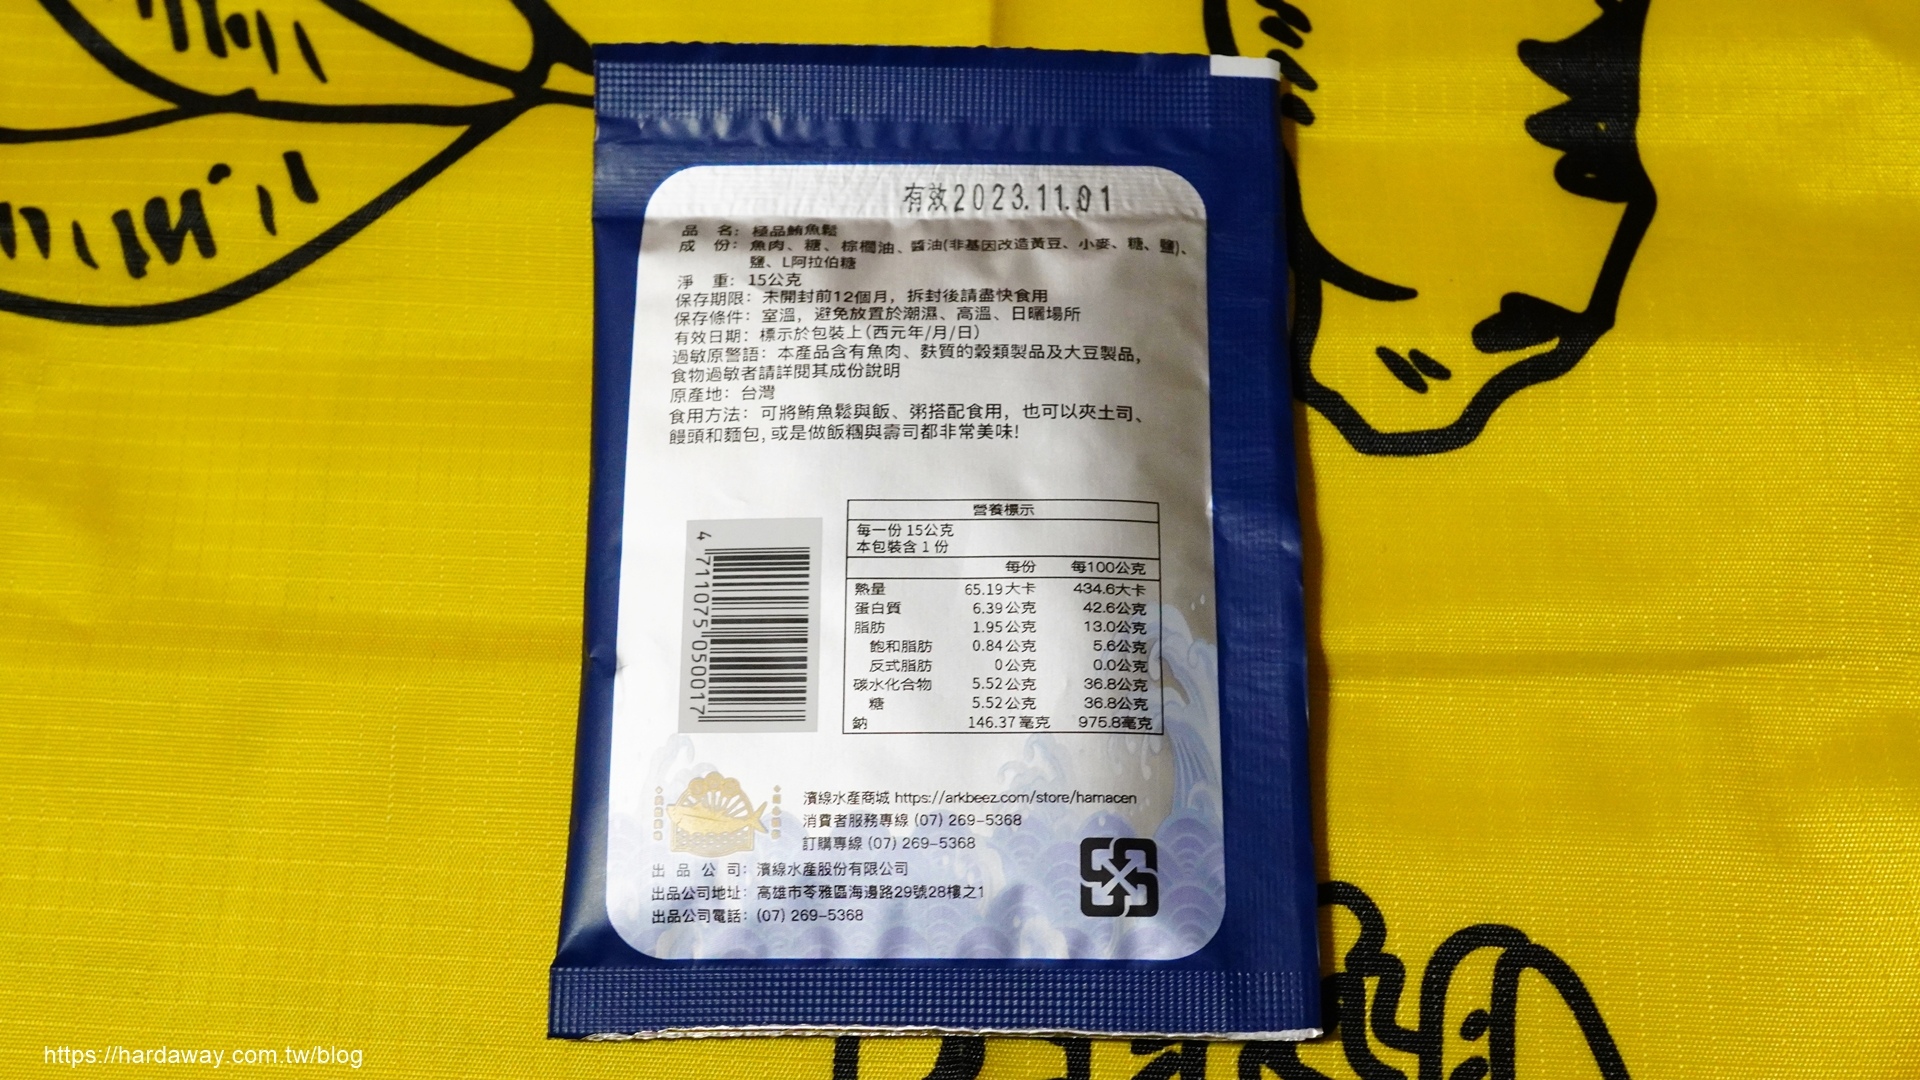 有效2023.11.01
品 名：極品鮪魚鬆
成 份：魚肉、糖、棕櫚油、醬油(非基因改造黃豆、小麥、糖、鹽)、
鹽、L阿拉伯糖
淨 重：15公克
保存期限：未開封前12個月，拆封後請盡快食用
保存條件：室溫，避免放置於潮濕、高溫、日曬場所
有效日期：標示於包裝上(西元年/月/日)
過敏原警語：本產品含有魚肉、麩質的穀類製品及大豆製品，
食物過敏者請詳閱其成份說明
原產地：台灣
食用方法：可將鮪魚鬆與飯、粥搭配食用，也可以夾土司、
饅頭和麵包，或是做飯糰與壽司都非常美味!
4 711075 050017
營養標示
每一份 15公克
本包裝含 1 份
每份 每100公克
熱量 65.19大卡 434.6大卡
蛋白質 6.39公克 42.6公克
脂肪 1.95公克 13.0公克
飽和脂肪 0.84公克 5.6公克
反式脂肪 0公克 0.0公克
碳水化合物 5.52公克 36.8公克
糖 5.52公克 36.8公克
鈉 146.37毫克 975.8毫克
濱線水產商城 https://arkbeez.com/store/hamacen
消費者服務專線 (07) 269-5368
訂購專線 (07) 269-5368
出 品 公 司：濱線水產股份有限公司
出品公司地址：高雄市苓雅區海邊路29號28樓之1
出品公司電話：(07) 269-5368
https://hardaway.com.tw/blog